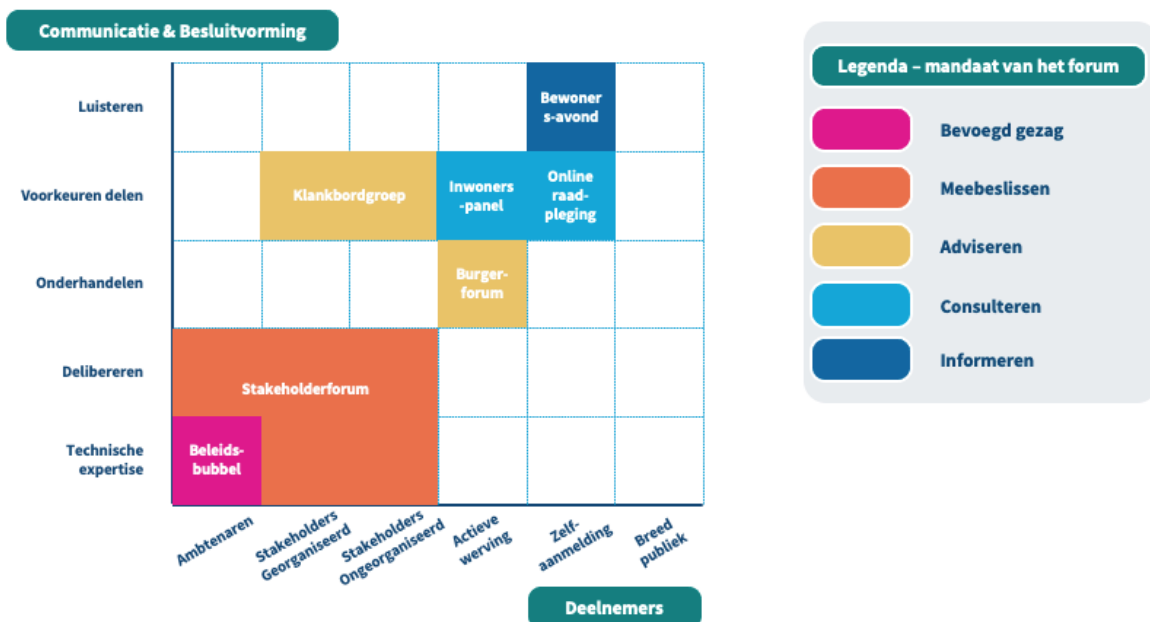 Communicatie & Besluitvorming
Legenda – mandaat van het forum
Luisteren
Bewoner
s-avond
Bevoegd gezag
Voorkeuren delen
Klankbordgroep
Inwoners
-panel
Online
raad-
pleging
Meebeslissen
Onderhandelen
Burger-
forum
Adviseren
Consulteren
Delibereren
Stakeholderforum
Informeren
Technische
expertise
Beleids-
bubbel
Ambtenaren
Stakeholders
Georganiseerd
Stakeholders
Ongeorganiseerd
Actieve
werving
Zelf-
aanmelding
Breed
publiek
Deelnemers